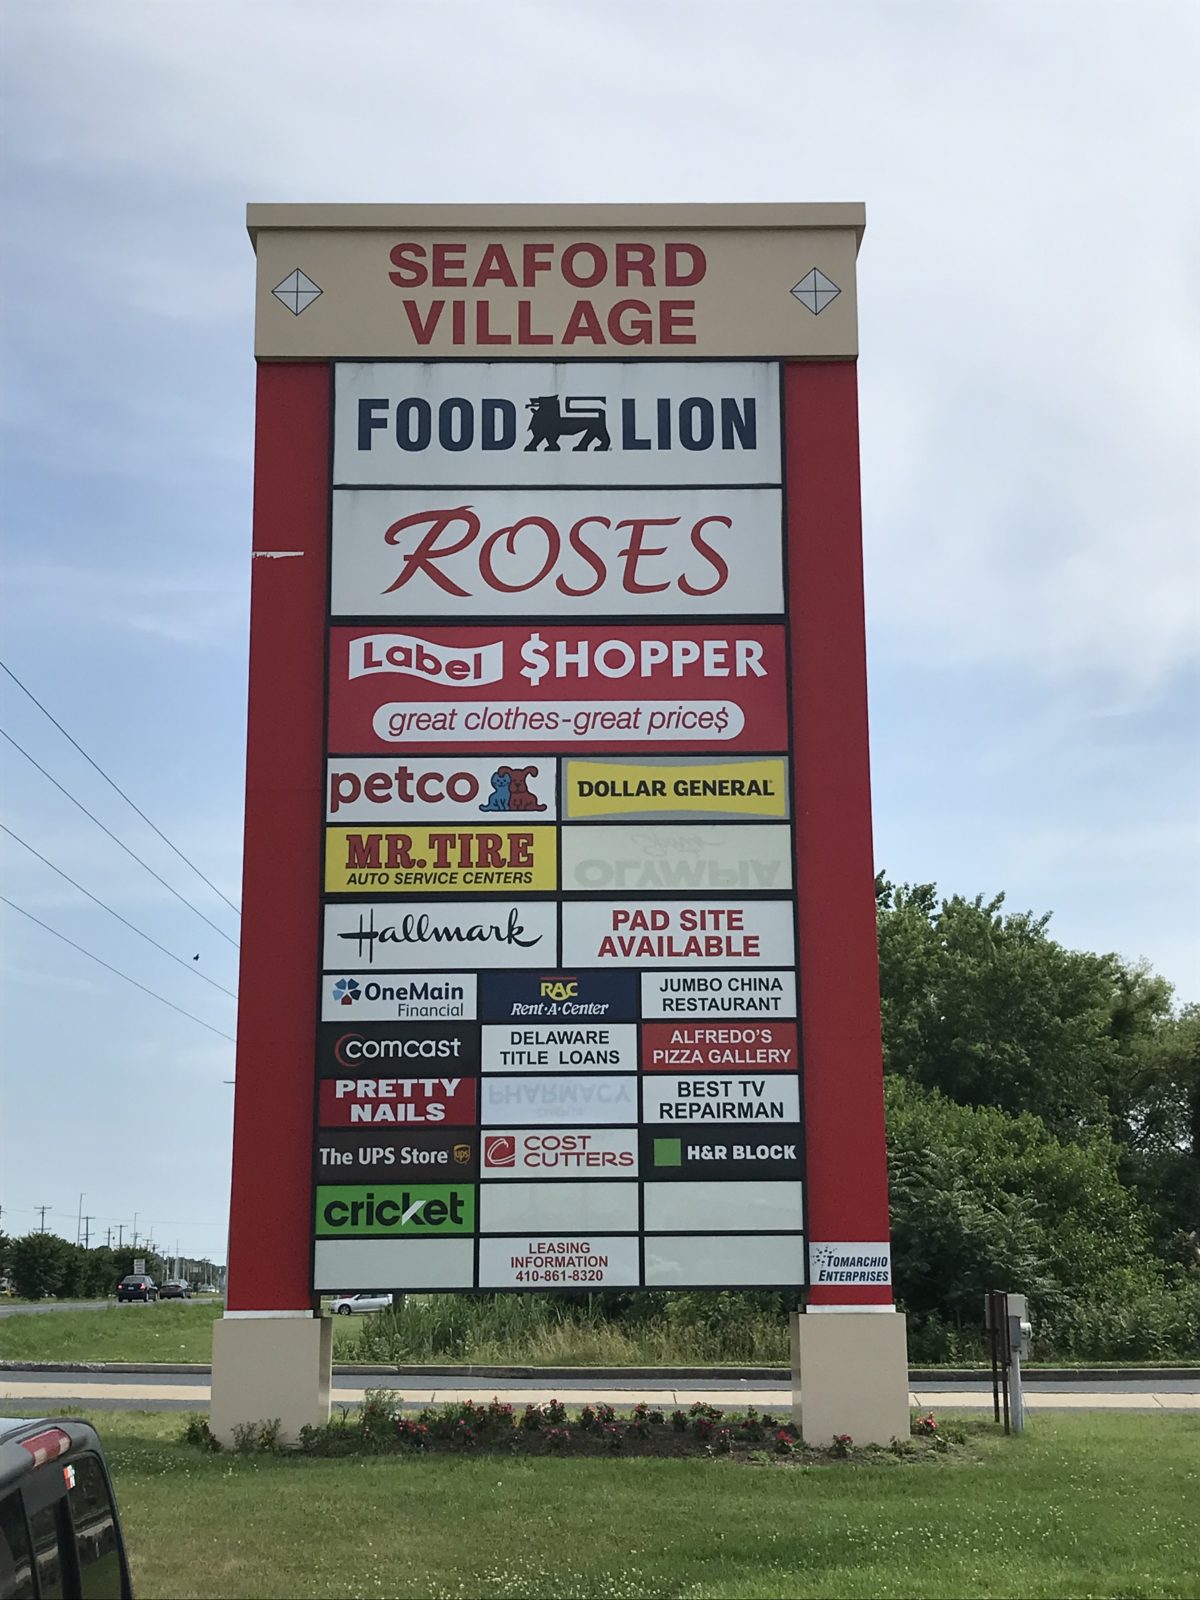 SEAFORD
VILLAGE
FOOD LION
ROSES
Label $HOPPER
great clothes-great price$
petco
DOLLAR GENERAL
MR. TIRE
AUTO SERVICE CENTERS
OLYMPIA
Hallmark
PAD SITE
AVAILABLE
OneMain
Financial
RAC
Rent-A-Center
JUMBO CHINA
RESTAURANT
comcast
DELAWARE
TITLE LOANS
ALFREDO'S
PIZZA GALLERY
PRETTY
NAILS
PHARMACY
BEST TV
REPAIRMAN
The UPS Store ups
COST
CUTTERS
H&R BLOCK
cricket
LEASING
INFORMATION
410-861-8320
TOMARCHIO
ENTERPRISES